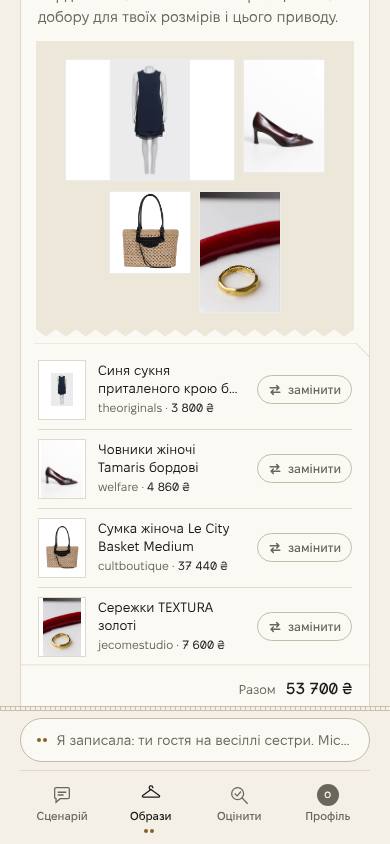 добору для твоїх розмірів і цього приводу.
Синя сукня
приталеного крою б...
theoriginals · 3 800 ₴
замінити
Човники жіночі
Tamaris бордові
welfare · 4 860 ₴
замінити
Сумка жіноча Le City
Basket Medium
cultboutique · 37 440 ₴
замінити
Сережки TEXTURA
золоті
jecomestudio · 7 600 ₴
замінити
Разом 53 700 ₴
Я записала: ти гостя на весіллі сестри. Міс...
Сценарій
Образи
Оцінити
О
Профіль